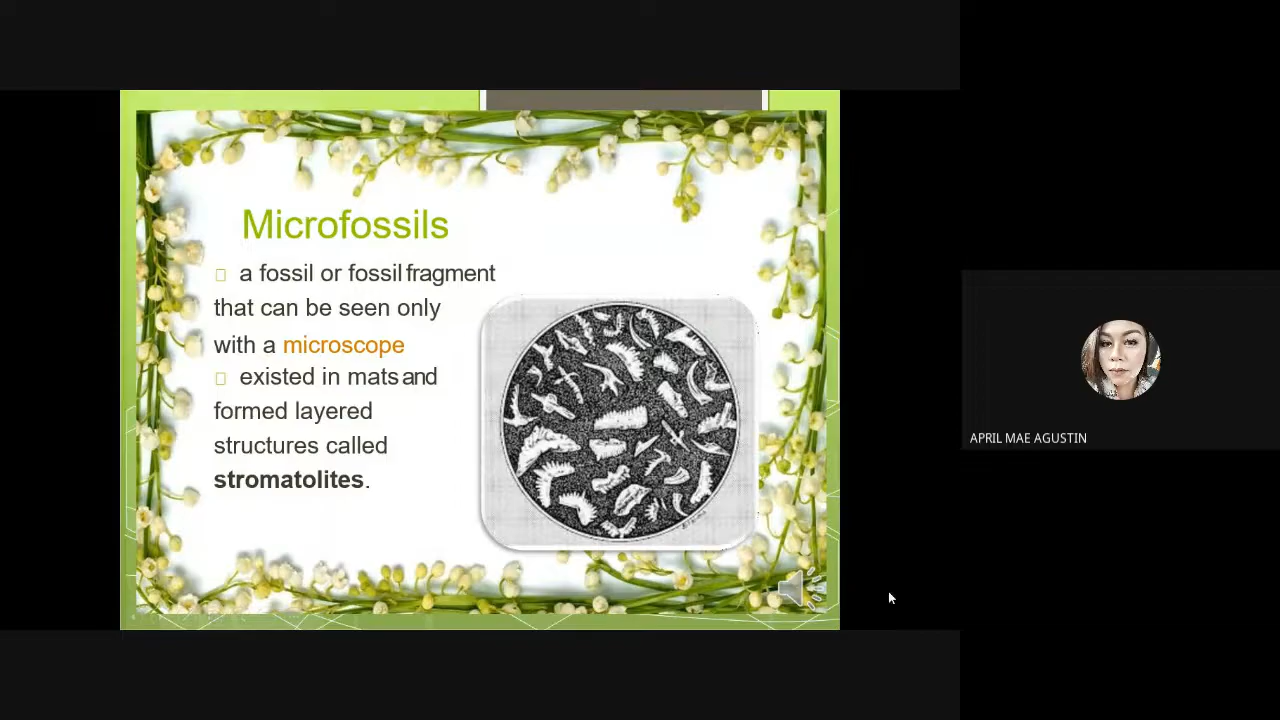 Microfossils
a fossil or fossil fragment
that can be seen only
with a microscope
existed in mats and
formed layered
structures called
stromatolites.
APRIL MAE AGUSTIN